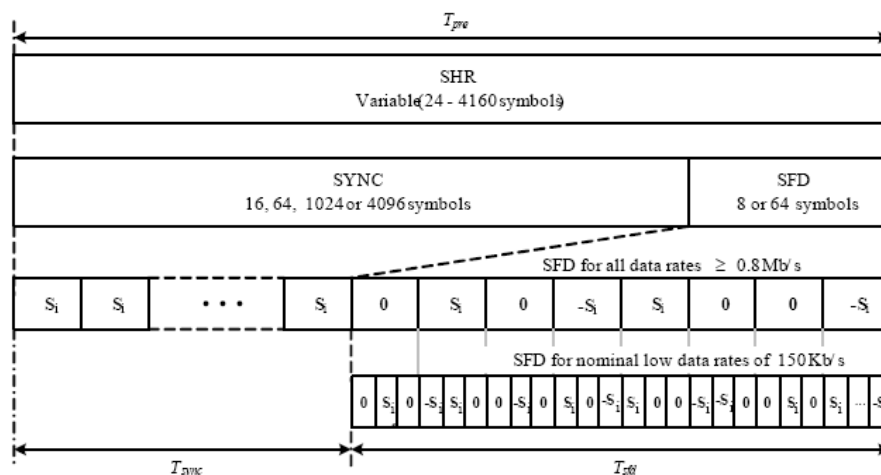 T_pre
SHR
Variable(24 - 4160 symbols)
SYNC
SFD
16, 64, 1024 or 4096 symbols
8 or 64 symbols
SFD for all data rates ≥ 0.8 Mb/s
S_i S_i • • • S_i 0 S_i 0 -S_i S_i 0 0 -S_i
SFD for nominal low data rates of 150Kb/s
0 S_i 0 -S_i S_i 0 0 -S_i 0 S_i 0 -S_i S_i 0 0 -S_i -S_i 0 0 S_i 0 S_i ... -S
T_sync
T_sfd